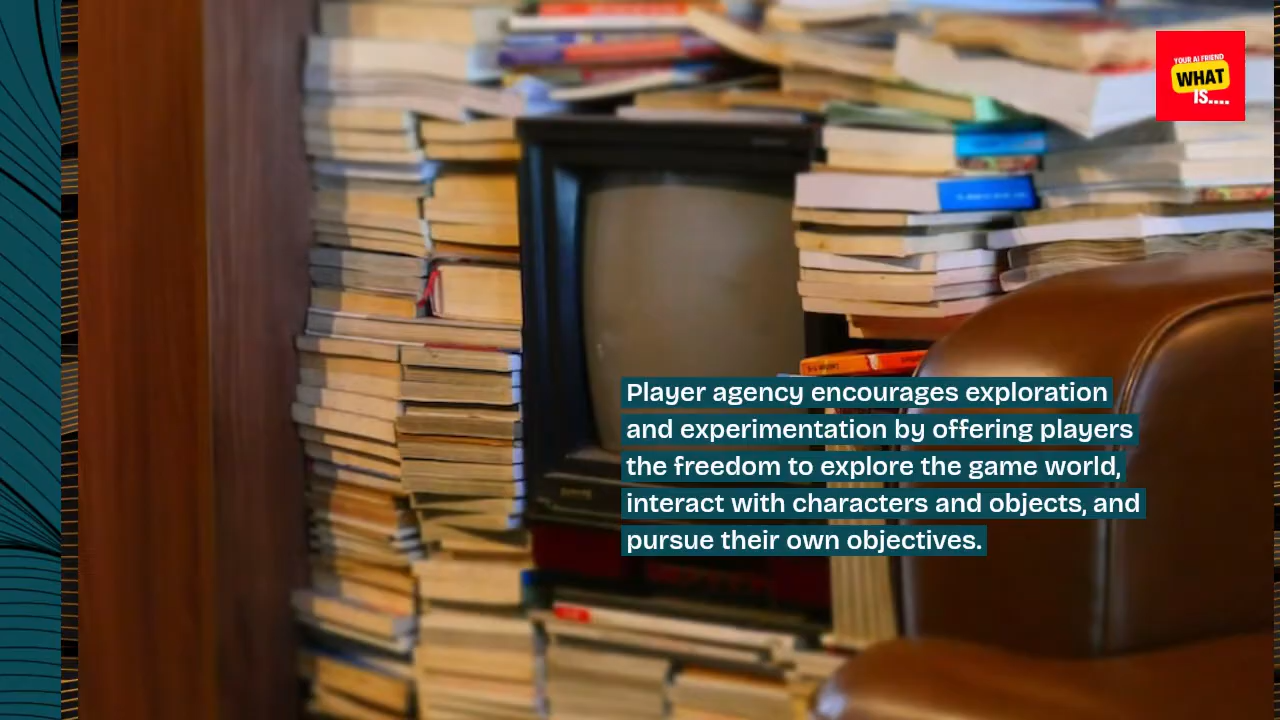 YOUR AI FRIEND
WHAT
IS....
Player agency encourages exploration
and experimentation by offering players
the freedom to explore the game world,
interact with characters and objects, and
pursue their own objectives.